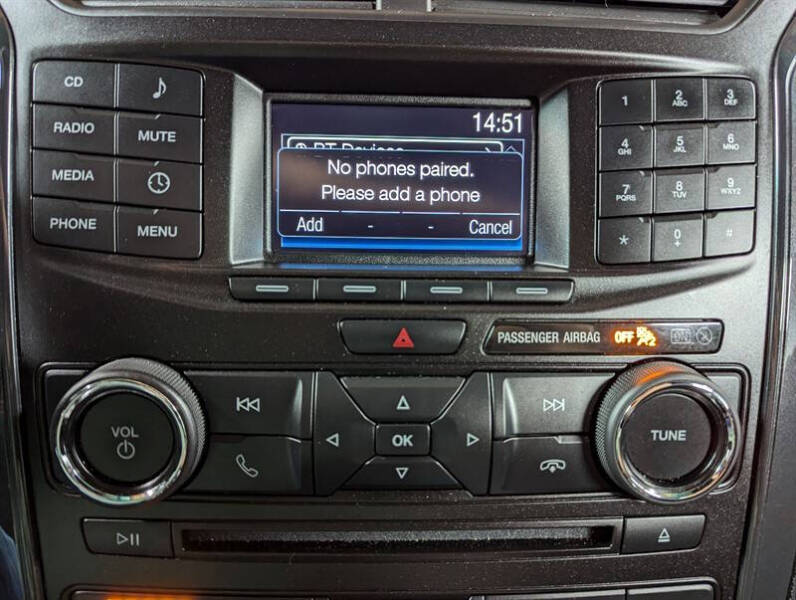 CD
RADIO
MUTE
MEDIA
PHONE
MENU
14:51
BT Devices
No phones paired.
Please add a phone
Add - - Cancel
1
2
ABC
3
DEF
4
GHI
5
JKL
6
MNO
7
PQRS
8
TUV
9
WXYZ
*
0
+
#
PASSENGER AIRBAG OFF
VOL
OK
TUNE